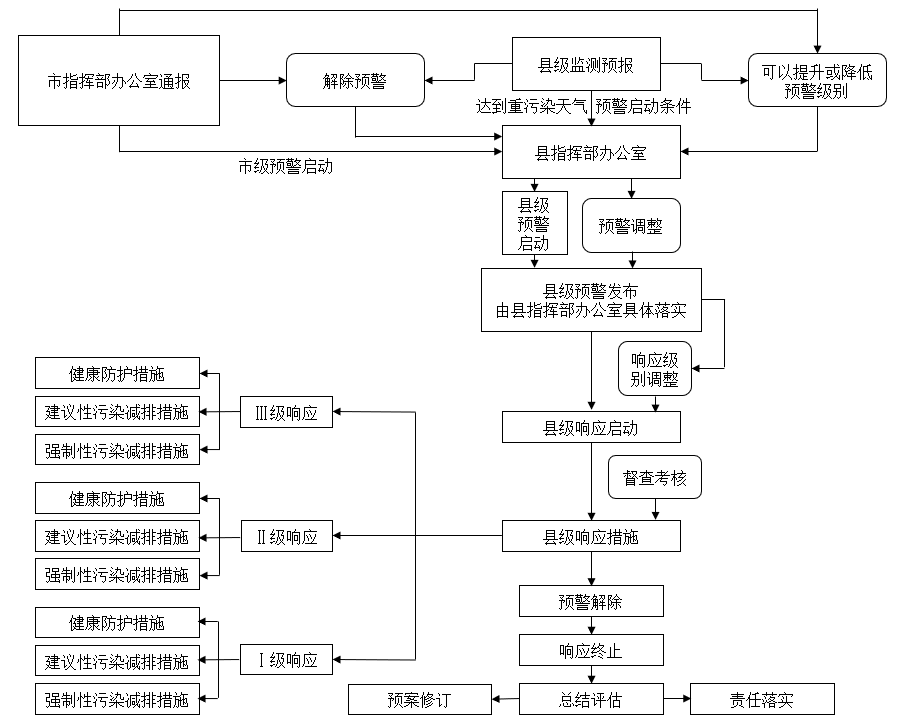 市指挥部办公室通报
解除预警
县级监测预报
可以提升或降低
预警级别
达到重污染天气 预警启动条件
县指挥部办公室
市级预警启动
县级
预警
启动
预警调整
县级预警发布
由县指挥部办公室具体落实
响应级
别调整
健康防护措施
建议性污染减排措施
强制性污染减排措施
Ⅲ级响应
县级响应启动
督查考核
健康防护措施
建议性污染减排措施
强制性污染减排措施
Ⅱ级响应
县级响应措施
预警解除
健康防护措施
建议性污染减排措施
强制性污染减排措施
Ⅰ级响应
响应终止
预案修订
总结评估
责任落实